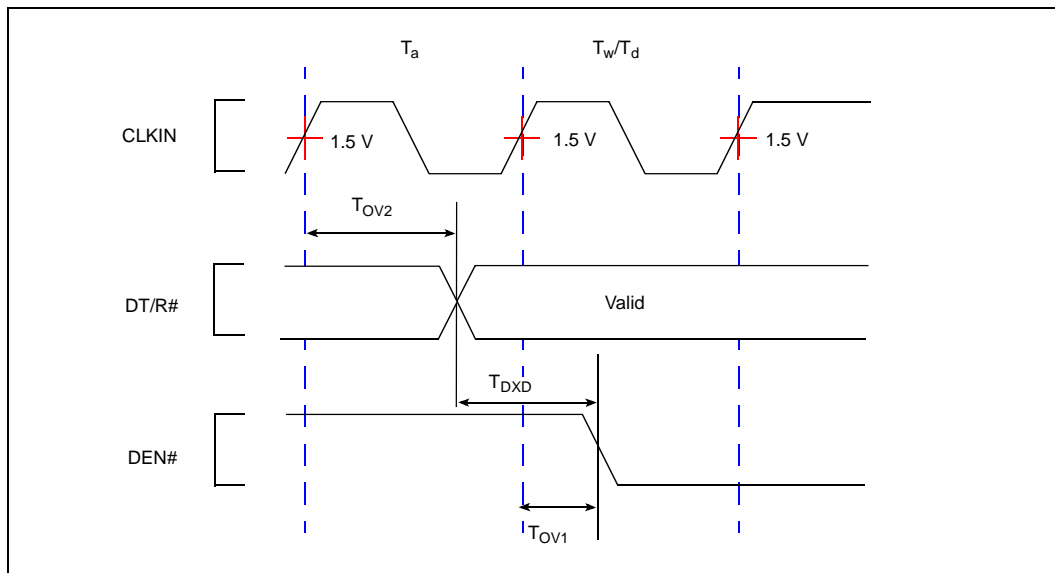 Ta
Tw/Td
CLKIN
1.5 V
1.5 V
1.5 V
TOV2
DT/R#
Valid
TDXD
DEN#
TOV1